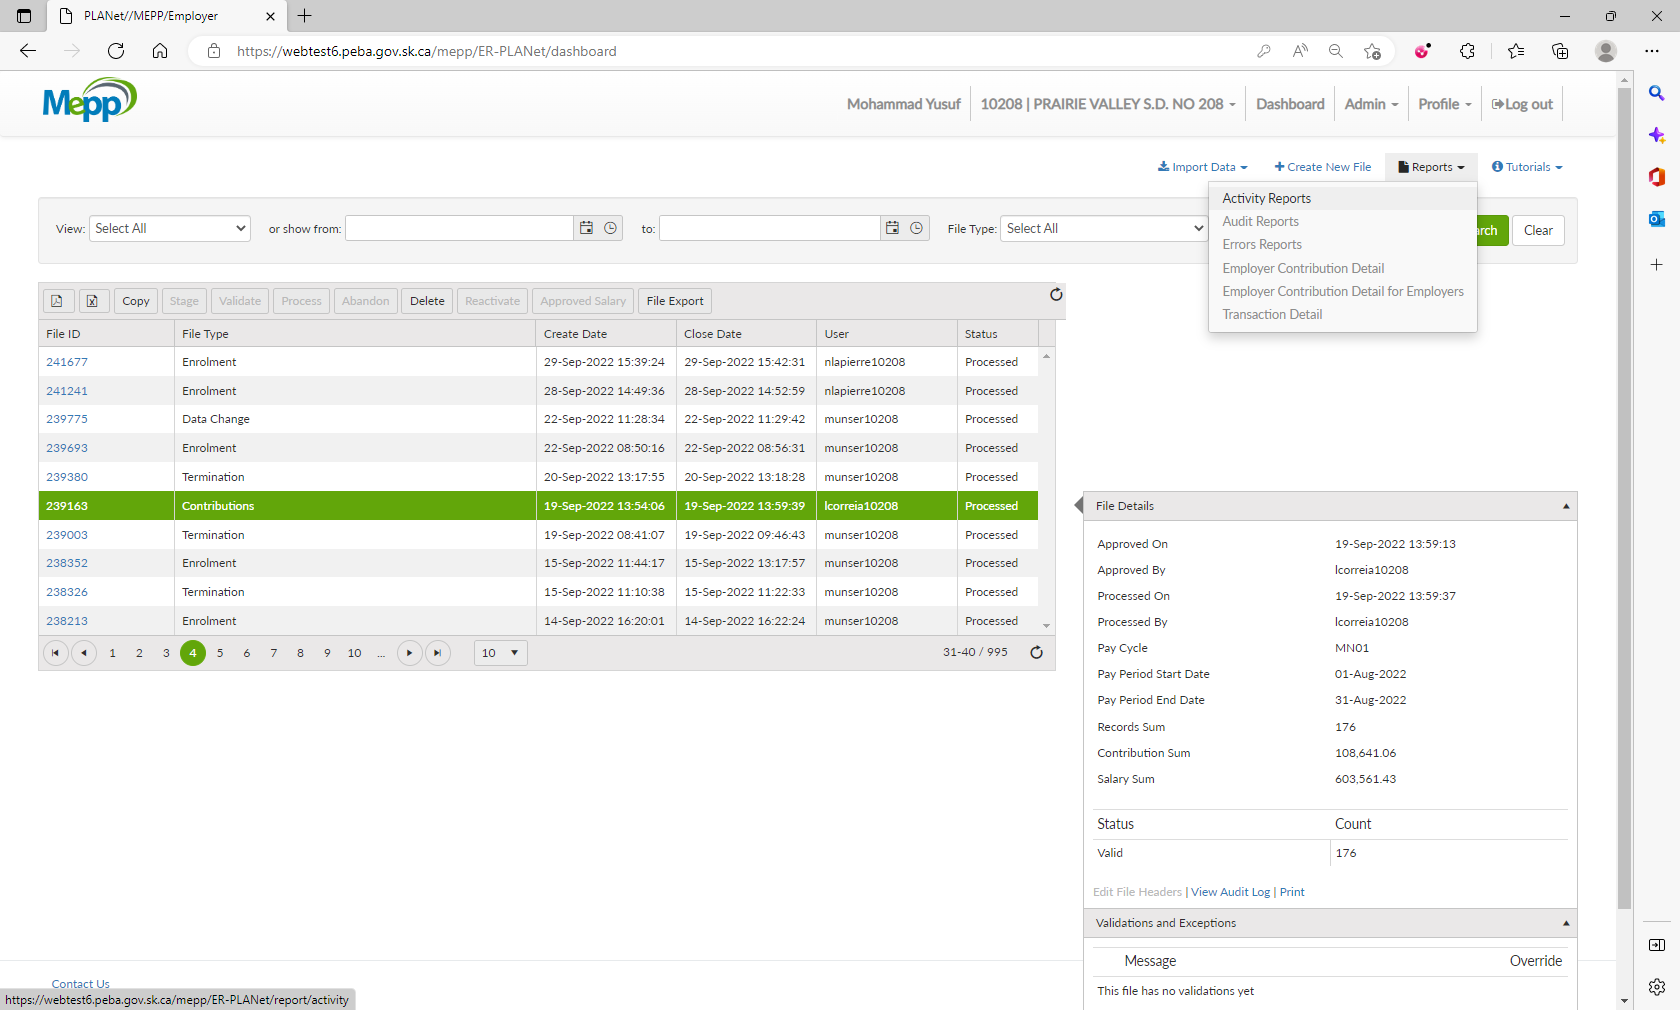 PLANet//MEPP/Employer
https://webtest6.peba.gov.sk.ca/mepp/ER-PLANet/dashboard
Mepp
Mohammad Yusuf
10208 | PRAIRIE VALLEY S.D. NO 208
Dashboard
Admin
Profile
Log out
Import Data
Create New File
Reports
Tutorials
Activity Reports
Audit Reports
Errors Reports
Employer Contribution Detail
Employer Contribution Detail for Employers
Transaction Detail
View: Select All or show from: to: File Type: Select All
rch
Clear
Copy Stage Validate Process Abandon Delete Reactivate Approved Salary File Export
File ID File Type Create Date Close Date User Status
241677 Enrolment 29-Sep-2022 15:39:24 29-Sep-2022 15:42:31 nlapierre10208 Processed
241241 Enrolment 28-Sep-2022 14:49:36 28-Sep-2022 14:52:59 nlapierre10208 Processed
239775 Data Change 22-Sep-2022 11:28:34 22-Sep-2022 11:29:42 munser10208 Processed
239693 Enrolment 22-Sep-2022 08:50:16 22-Sep-2022 08:56:31 munser10208 Processed
239380 Termination 20-Sep-2022 13:17:55 20-Sep-2022 13:18:28 munser10208 Processed
239163 Contributions 19-Sep-2022 13:54:06 19-Sep-2022 13:59:39 lcorreia10208 Processed
239003 Termination 19-Sep-2022 08:41:07 19-Sep-2022 09:46:43 munser10208 Processed
238352 Enrolment 15-Sep-2022 11:44:17 15-Sep-2022 13:17:57 munser10208 Processed
238326 Termination 15-Sep-2022 11:10:38 15-Sep-2022 11:22:33 munser10208 Processed
238213 Enrolment 14-Sep-2022 16:20:01 14-Sep-2022 16:22:24 munser10208 Processed
1 2 3 4 5 6 7 8 9 10 ... 10 31-40 / 995
File Details
Approved On 19-Sep-2022 13:59:13
Approved By lcorreia10208
Processed On 19-Sep-2022 13:59:37
Processed By lcorreia10208
Pay Cycle MN01
Pay Period Start Date 01-Aug-2022
Pay Period End Date 31-Aug-2022
Records Sum 176
Contribution Sum 108,641.06
Salary Sum 603,561.43
Status Count
Valid 176
Edit File Headers | View Audit Log | Print
Validations and Exceptions
Message Override
This file has no validations yet
Contact Us
https://webtest6.peba.gov.sk.ca/mepp/ER-PLANet/report/activity